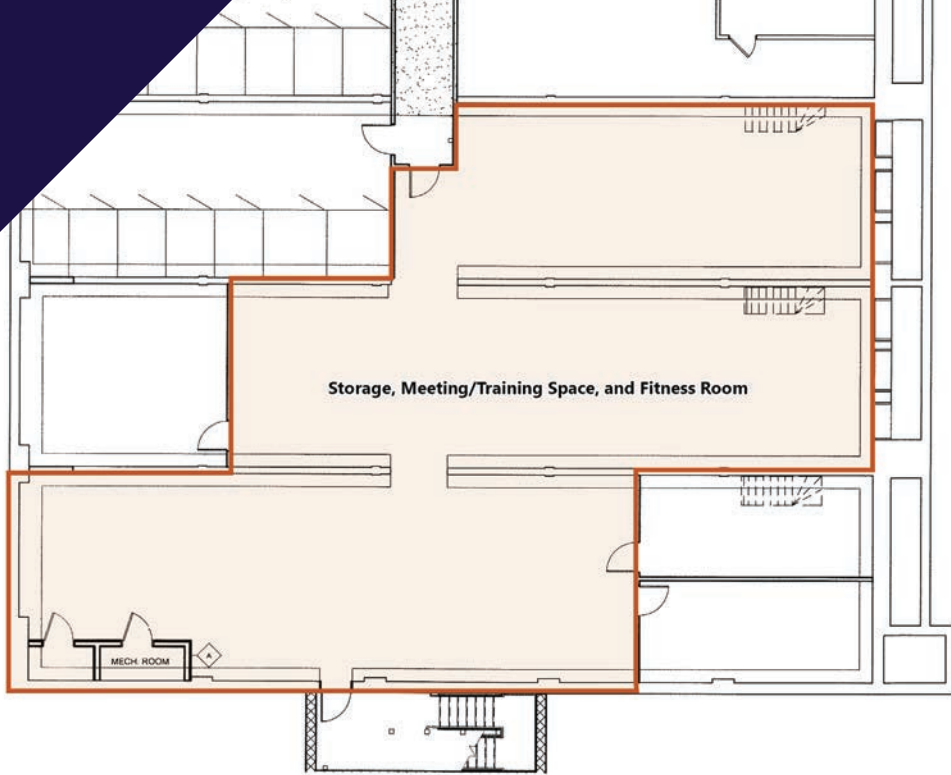 Storage, Meeting/Training Space, and Fitness Room
MECH. ROOM
A